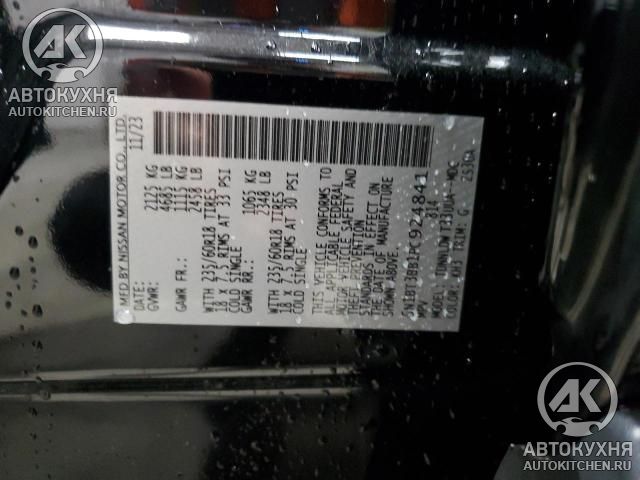 АВТОКУХНЯ
AUTOKITCHEN.RU
MFD BY NISSAN MOTOR CO., LTD.
DATE: 11/23
GVWR: 2125 KG
4685 LB
GAWR FR.: 1115 KG
2458 LB
WITH 235/60R18 TIRES
18 X 7.5 RIMS AT 33 PSI
COLD SINGLE
GAWR RR.: 1065 KG
2348 LB
WITH 235/60R18 TIRES
18 X 7.5 RIMS AT 30 PSI
COLD SINGLE
THIS VEHICLE CONFORMS TO
ALL APPLICABLE FEDERAL
MOTOR VEHICLE SAFETY AND
THEFT PREVENTION
STANDARDS IN EFFECT ON
THE DATE OF MANUFACTURE
SHOWN ABOVE.
MPV 814
COLOR: KH3 TRIM: G
АВТОКУХНЯ
AUTOKITCHEN.RU